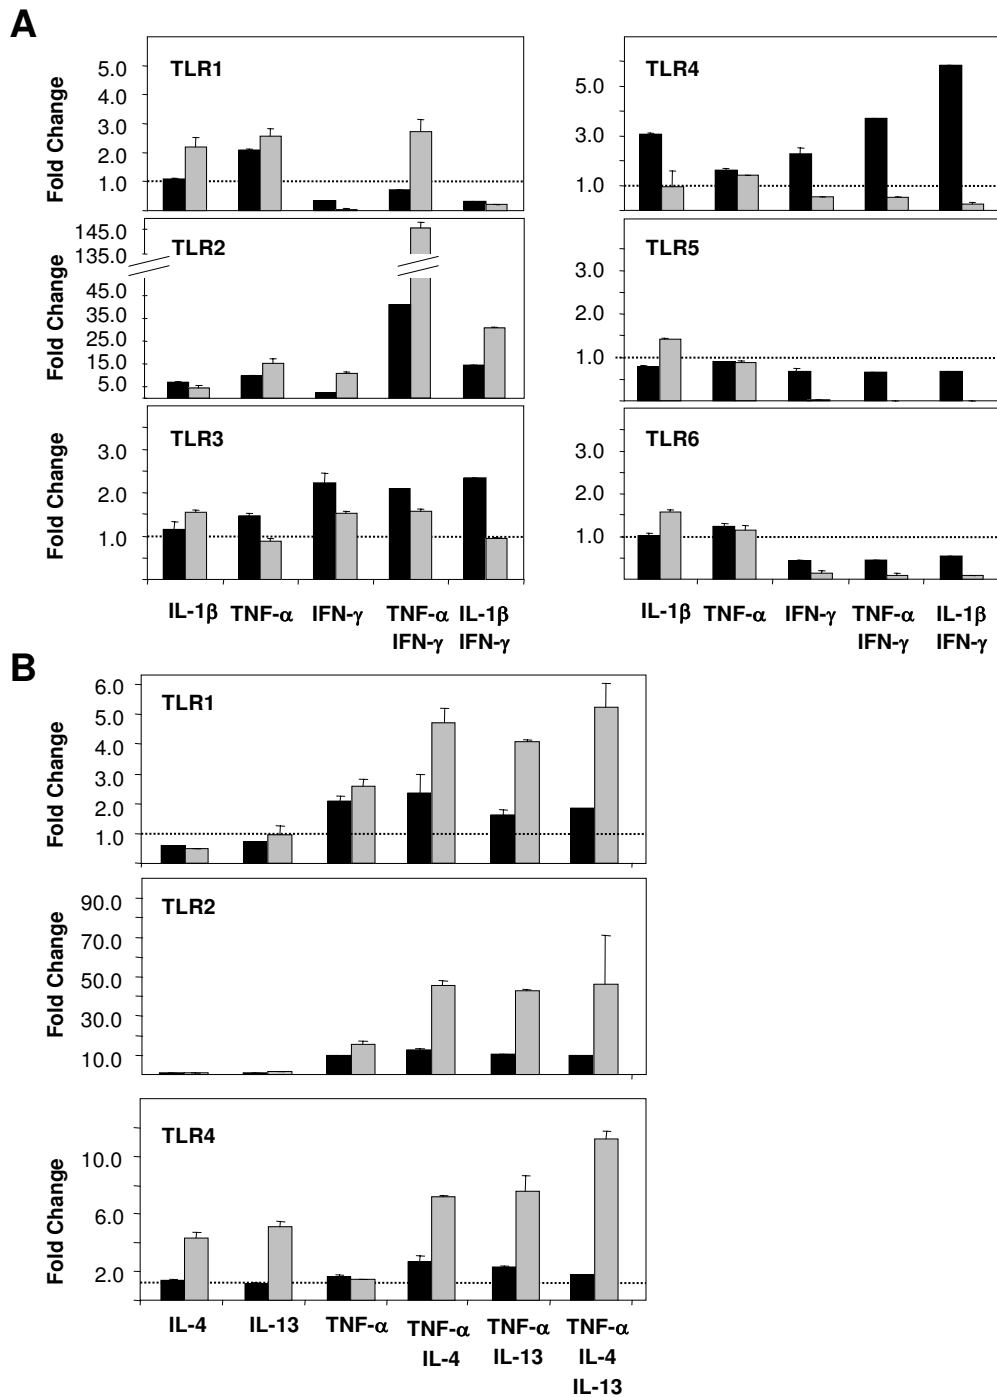 A
TLR1
Fold Change
5.0
4.0
3.0
2.0
1.0
TLR2
Fold Change
145.0
135.0
45.0
35.0
25.0
15.0
5.0
TLR3
Fold Change
3.0
2.0
1.0
IL-1β TNF-α IFN-γ TNF-α IL-1β
IFN-γ IFN-γ
TLR4
5.0
3.0
1.0
TLR5
3.0
2.0
1.0
TLR6
3.0
2.0
1.0
IL-1β TNF-α IFN-γ TNF-α IL-1β
IFN-γ IFN-γ
B
TLR1
Fold Change
6.0
5.0
4.0
3.0
2.0
1.0
TLR2
Fold Change
90.0
70.0
50.0
30.0
10.0
TLR4
Fold Change
10.0
6.0
2.0
IL-4 IL-13 TNF-α TNF-α TNF-α TNF-α
IL-4 IL-13 IL-4
IL-13